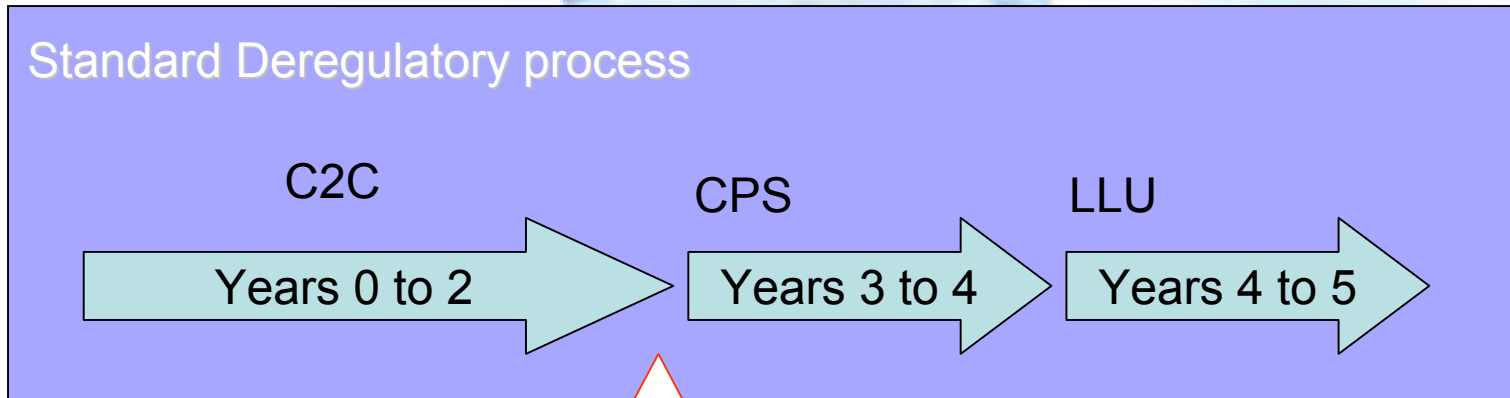 Standard Deregulatory process
C2C
CPS
LLU
Years 0 to 2
Years 3 to 4
Years 4 to 5